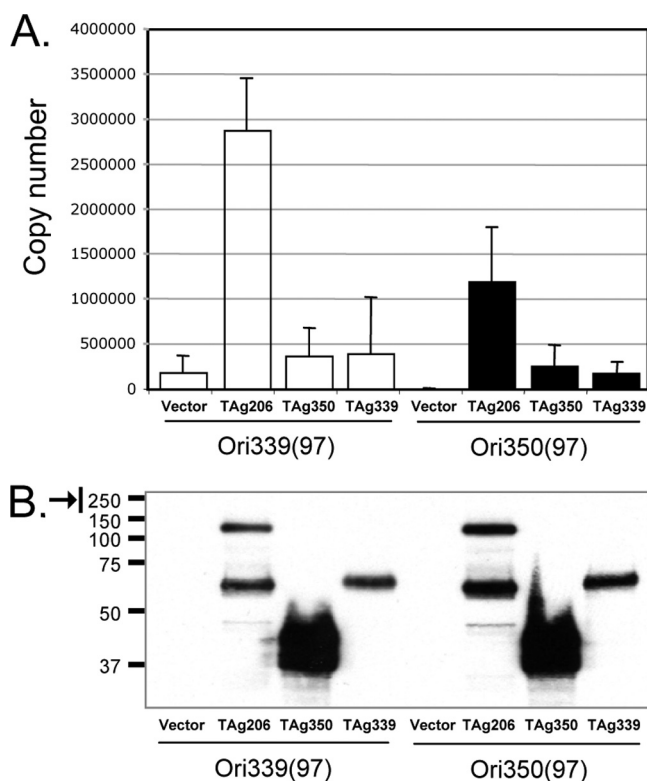 A.
Copy number
4000000
3500000
3000000
2500000
2000000
1500000
1000000
500000
0
Vector TAg206 TAg350 TAg339 Vector TAg206 TAg350 TAg339
Ori339(97) Ori350(97)
B.
250
150
100
75
50
37
Vector TAg206 TAg350 TAg339 Vector TAg206 TAg350 TAg339
Ori339(97) Ori350(97)